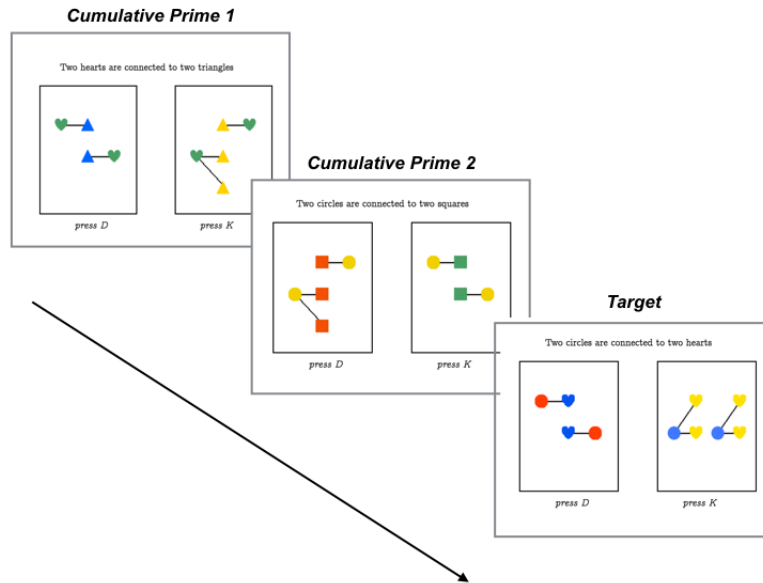 Cumulative Prime 1
Two hearts are connected to two triangles
press D
press K
Cumulative Prime 2
Two circles are connected to two squares
press D
press K
Target
Two circles are connected to two hearts
press D
press K